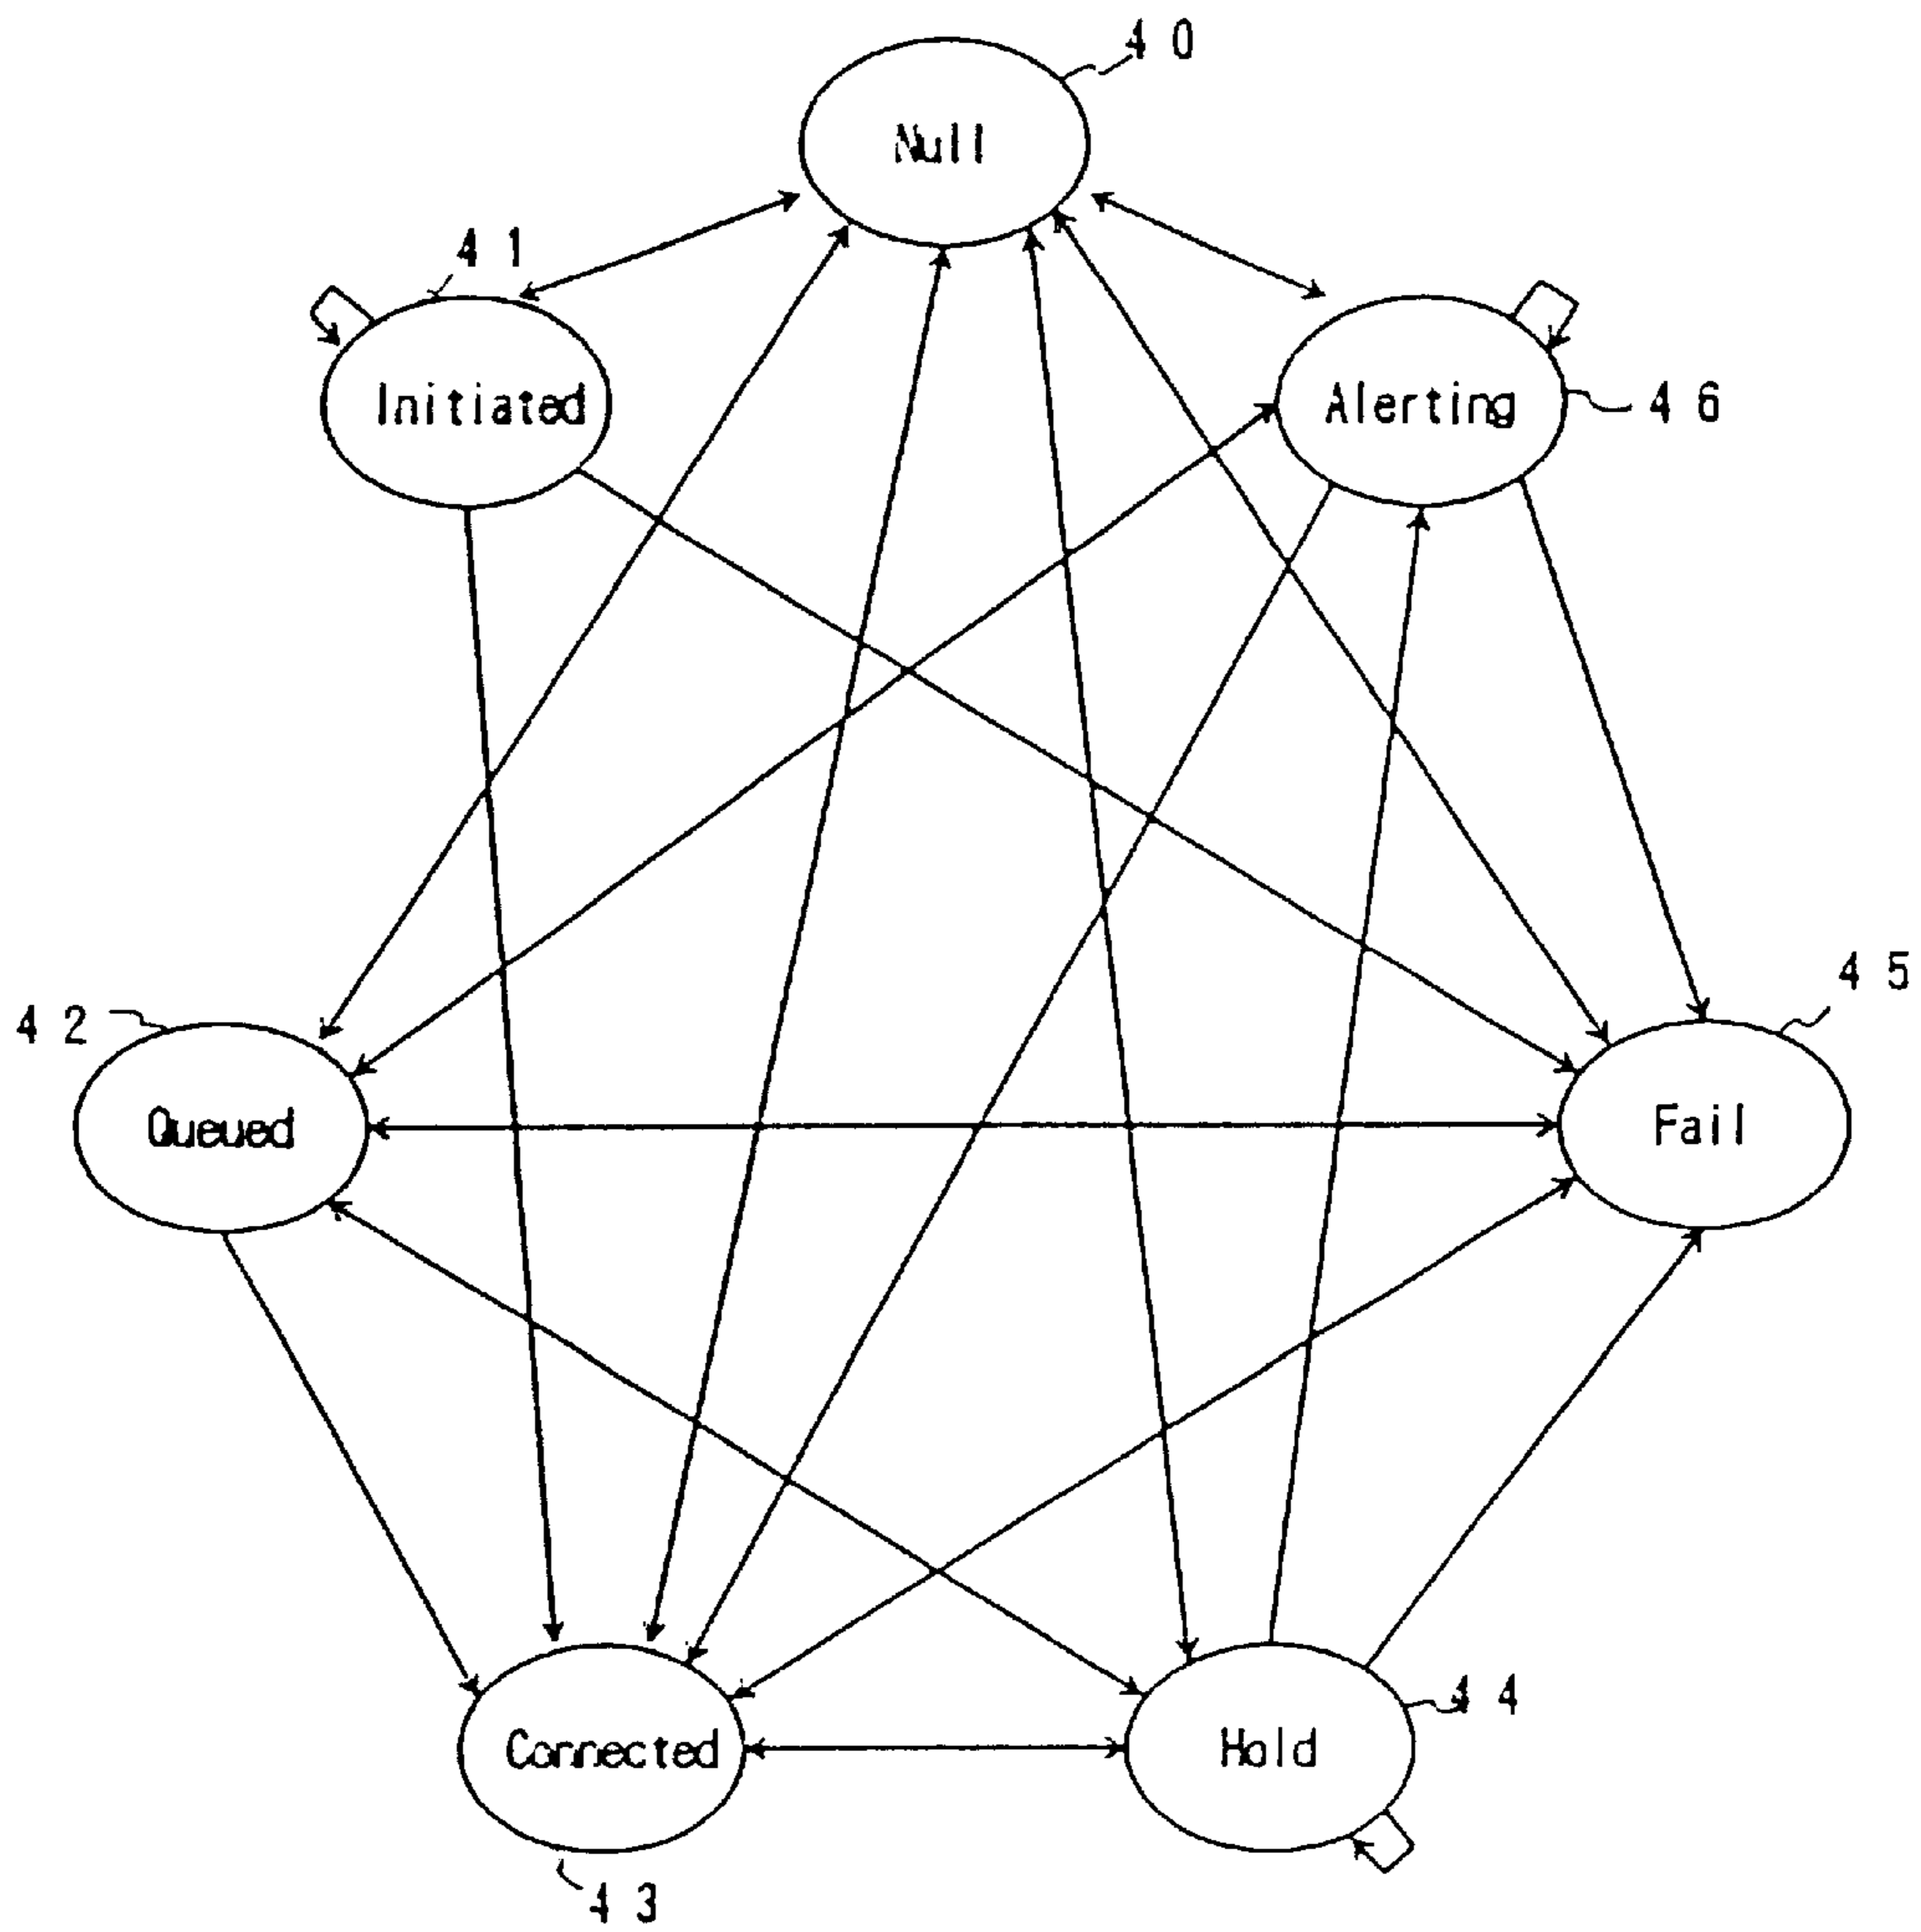 40
Null
41
Initiated
Alerting
46
45
42
Queued
Fail
44
Connected
Hold
43